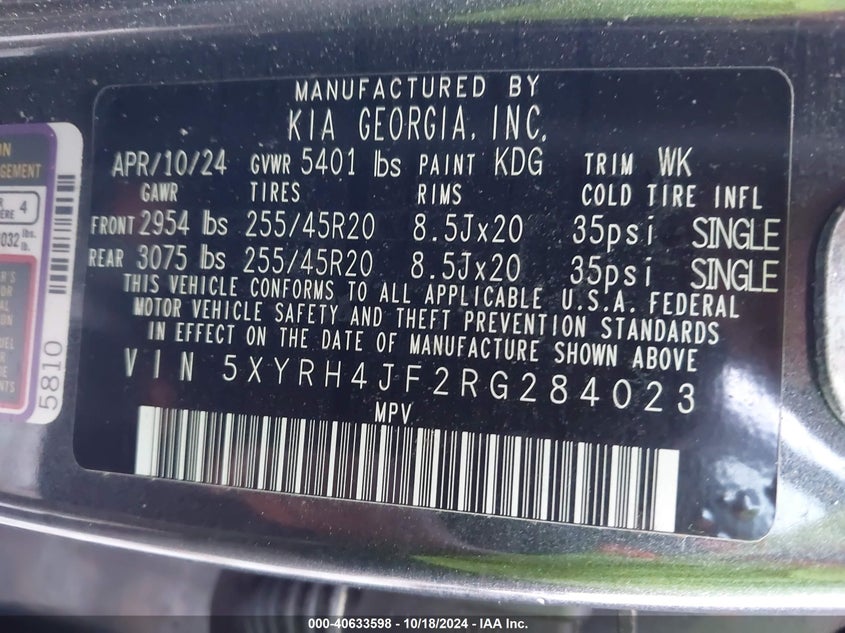 MANUFACTURED BY
KIA GEORGIA, INC.
APR/10/24 GVWR 5401 lbs PAINT KDG TRIM WK
GAWR TIRES RIMS COLD TIRE INFL
FRONT 2954 lbs 255/45R20 8.5Jx20 35psi SINGLE
REAR 3075 lbs 255/45R20 8.5Jx20 35psi SINGLE
THIS VEHICLE CONFORMS TO ALL APPLICABLE U.S.A. FEDERAL
MOTOR VEHICLE SAFETY AND THEFT PREVENTION STANDARDS
IN EFFECT ON THE DATE OF MANUFACTURE SHOWN ABOVE
VIN 5XYRH4JF2RG284023
MPV
4
lbs.
lb.
5810
000-40633598 - 10/18/2024 - IAA Inc.